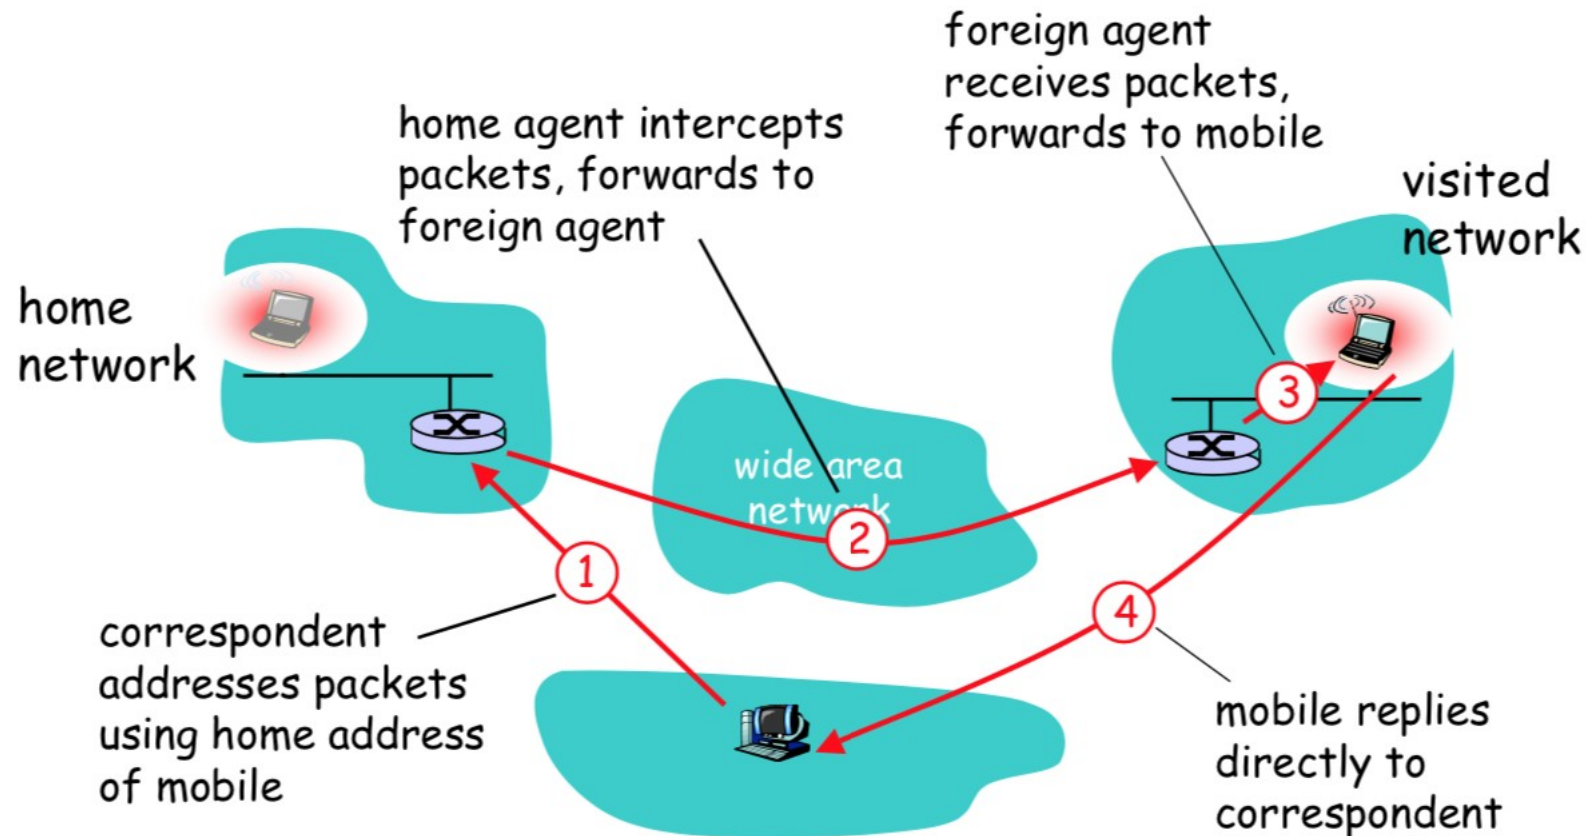 foreign agent
receives packets,
forwards to mobile
home agent intercepts
packets, forwards to
foreign agent
visited
network
home
network
wide area
network
3
2
1
4
correspondent
addresses packets
using home address
of mobile
mobile replies
directly to
correspondent